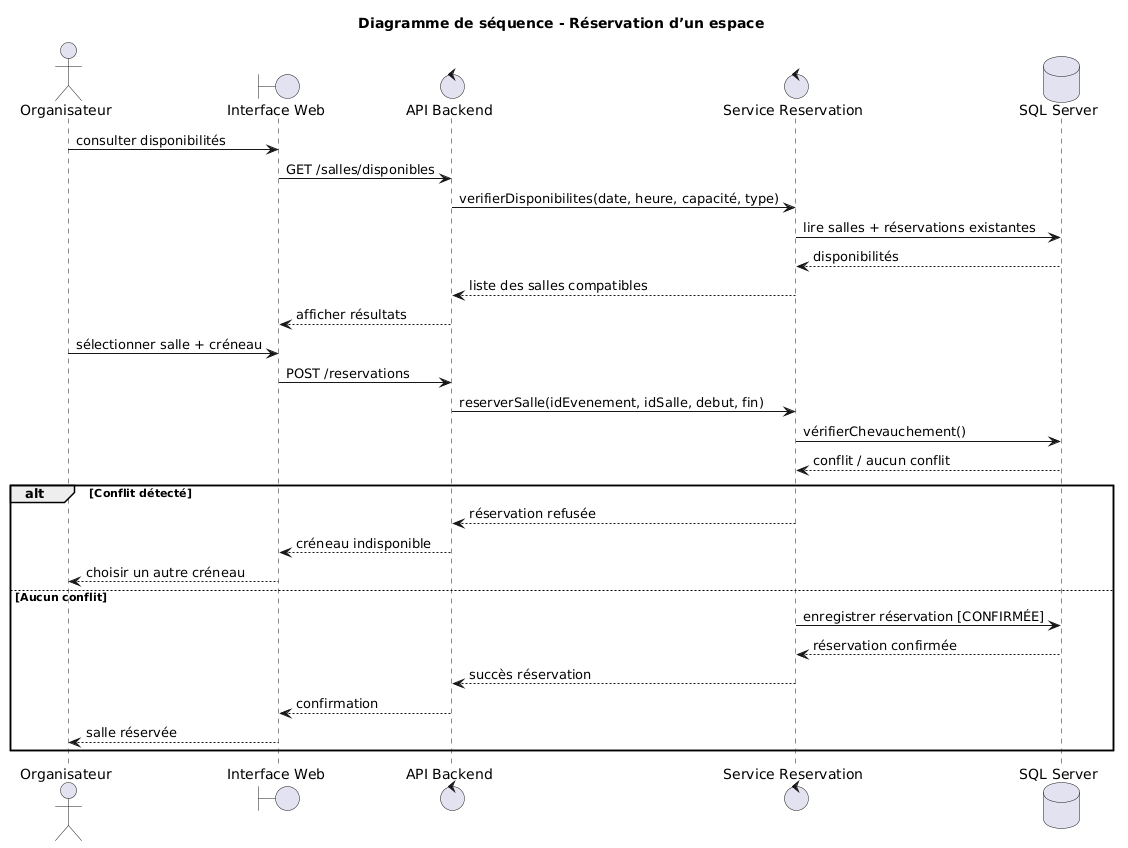 Diagramme de séquence - Réservation d’un espace
Organisateur
Interface Web
API Backend
Service Reservation
SQL Server
consulter disponibilités
GET /salles/disponibles
verifierDisponibilites(date, heure, capacité, type)
lire salles + réservations existantes
disponibilités
liste des salles compatibles
afficher résultats
sélectionner salle + créneau
POST /reservations
reserverSalle(idEvenement, idSalle, debut, fin)
vérifierChevauchement()
conflit / aucun conflit
alt [Conflit détecté]
réservation refusée
créneau indisponible
choisir un autre créneau
[Aucun conflit]
enregistrer réservation [CONFIRMÉE]
réservation confirmée
succès réservation
confirmation
salle réservée
Organisateur
Interface Web
API Backend
Service Reservation
SQL Server